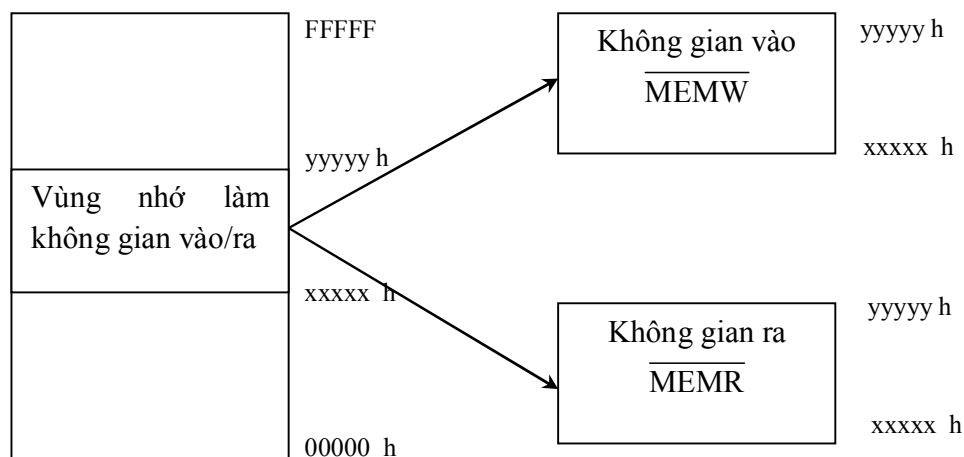 FFFFF
yyyyy h
Vùng nhớ làm
không gian vào/ra
xxxxx h
00000 h
Không gian vào
MEMW
yyyyy h
xxxxx h
Không gian ra
MEMR
yyyyy h
xxxxx h